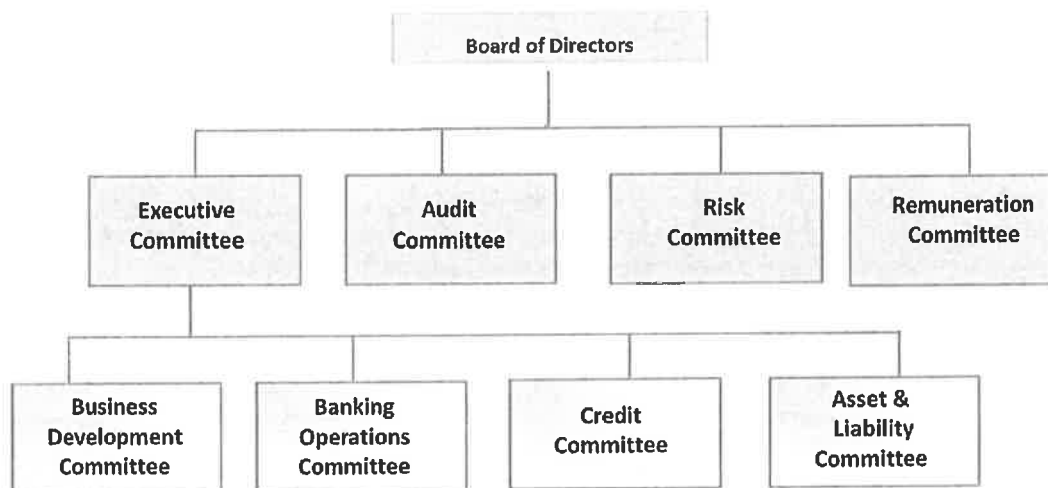 Board of Directors
Executive
Committee
Audit
Committee
Risk
Committee
Remuneration
Committee
Business
Development
Committee
Banking
Operations
Committee
Credit
Committee
Asset &
Liability
Committee